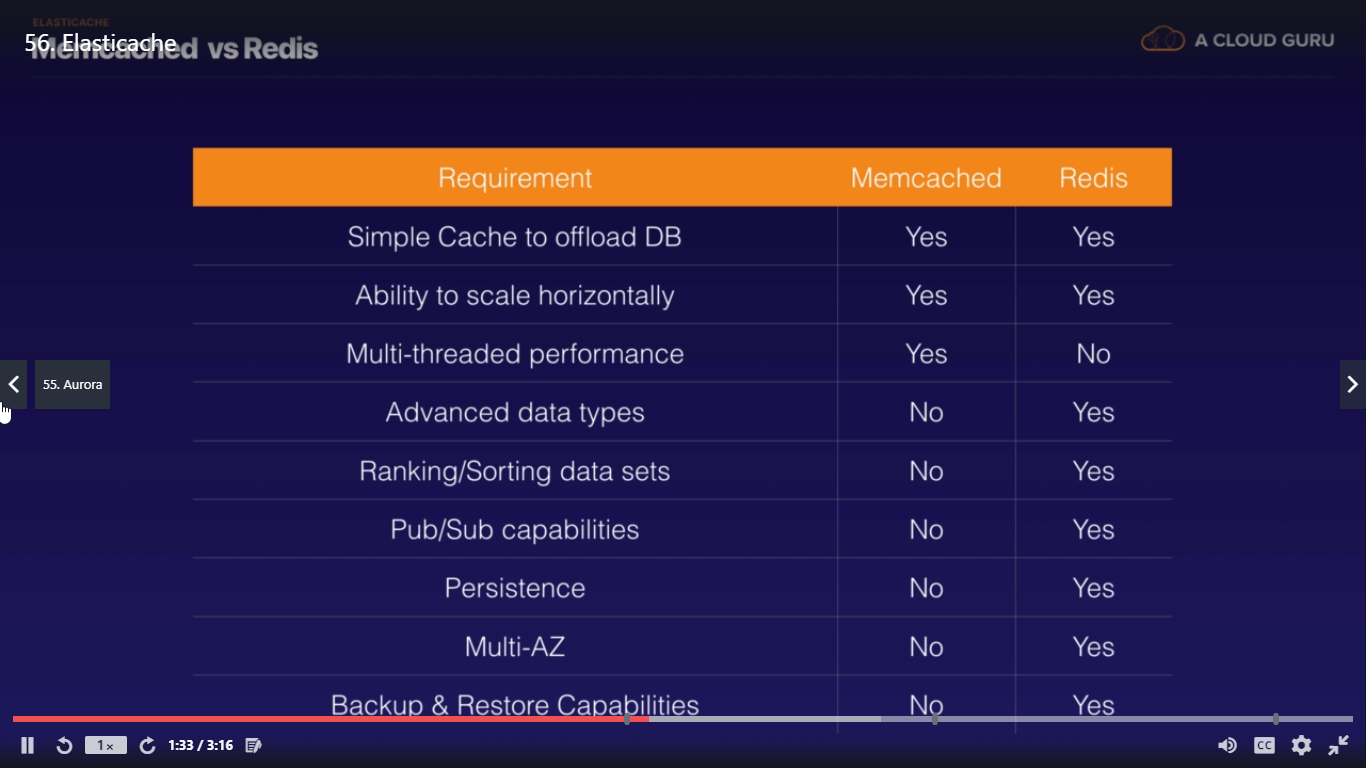 ELASTICACHE
56. Elasticache
Memcached vs Redis
A CLOUD GURU
Requirement Memcached Redis
Simple Cache to offload DB Yes Yes
Ability to scale horizontally Yes Yes
Multi-threaded performance Yes No
55. Aurora
Advanced data types No Yes
Ranking/Sorting data sets No Yes
Pub/Sub capabilities No Yes
Persistence No Yes
Multi-AZ No Yes
Backup & Restore Capabilities No Yes
1x 1:33 / 3:16 CC